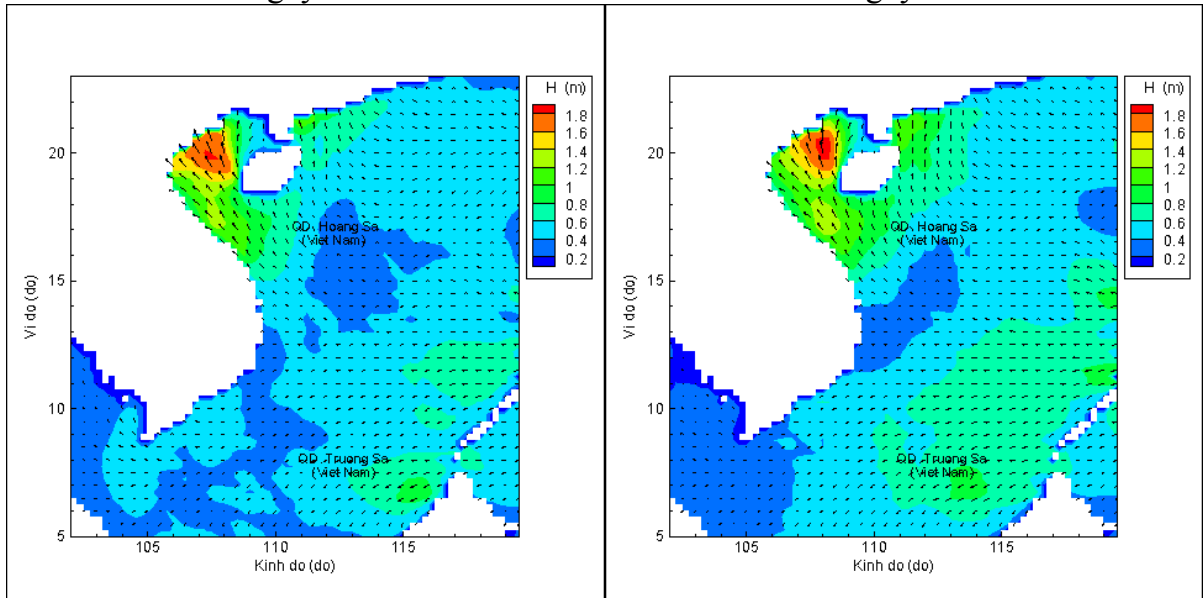 H (m)
1.8
1.6
1.4
1.2
1
0.8
0.6
0.4
0.2
20
15
10
5
Vi do (do)
QD. Hoang Sa
(Viet Nam)
QD. Truong Sa
(Viet Nam)
105
110
115
Kinh do (do)
H (m)
1.8
1.6
1.4
1.2
1
0.8
0.6
0.4
0.2
20
15
10
5
Vi do (do)
QD. Hoang Sa
(Viet Nam)
QD. Truong Sa
(Viet Nam)
105
110
115
Kinh do (do)